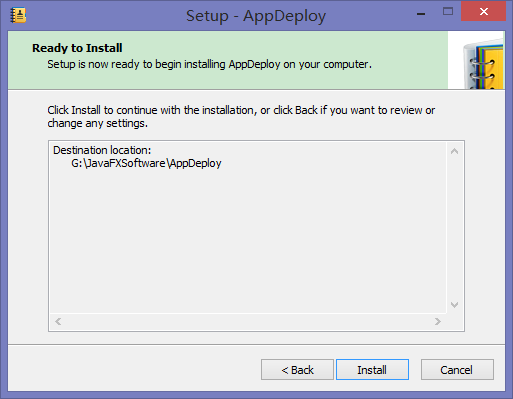 Setup - AppDeploy
Ready to Install
Setup is now ready to begin installing AppDeploy on your computer.
Click Install to continue with the installation, or click Back if you want to review or
change any settings.
Destination location:
G:\JavaFXSoftware\AppDeploy
< Back
Install
Cancel